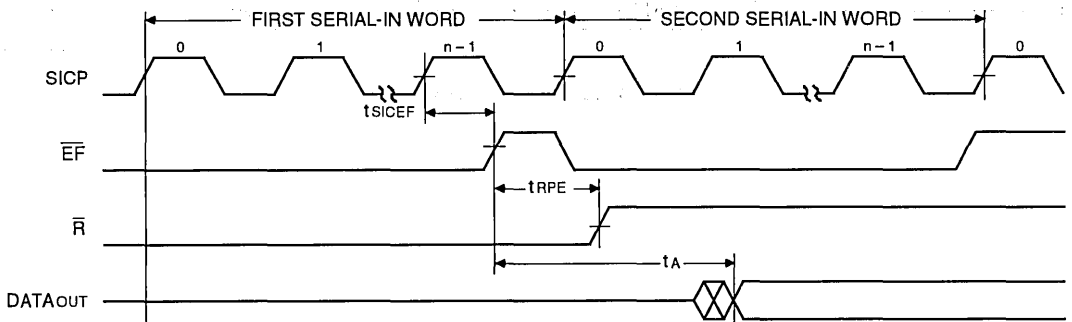 FIRST SERIAL-IN WORD SECOND SERIAL-IN WORD
0 1 n-1 0 1 n-1 0
SICP
tSICEF
EF
tRPE
R
tA
DATAOUT